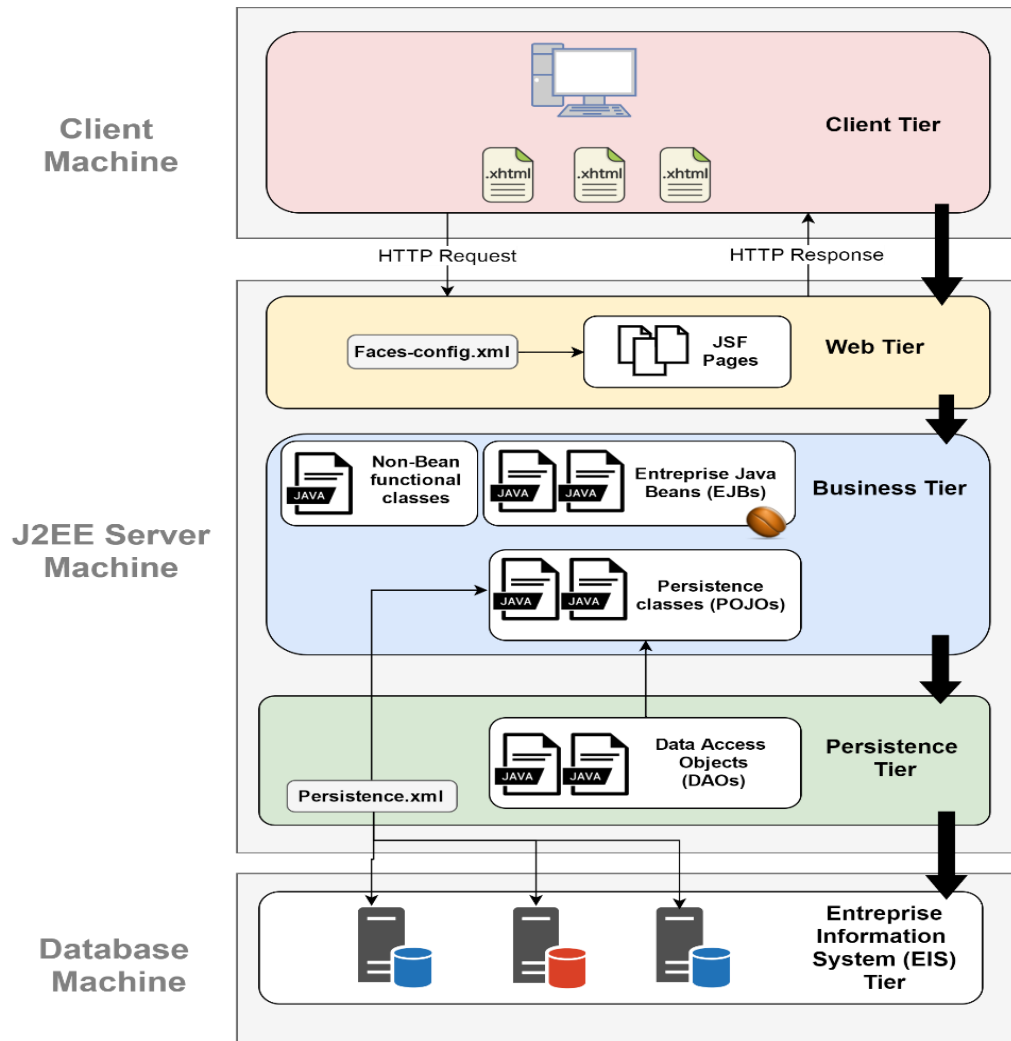 Client
Machine
Client Tier
.xhtml
.xhtml
.xhtml
HTTP Request
HTTP Response
J2EE Server
Machine
Faces-config.xml
JSF
Pages
Web Tier
JAVA
Non-Bean
functional
classes
JAVA
JAVA
Entreprise Java
Beans (EJBs)
Business Tier
JAVA
JAVA
Persistence
classes (POJOs)
Persistence
Tier
JAVA
JAVA
Data Access
Objects
(DAOs)
Persistence.xml
Database
Machine
Entreprise
Information
System (EIS)
Tier